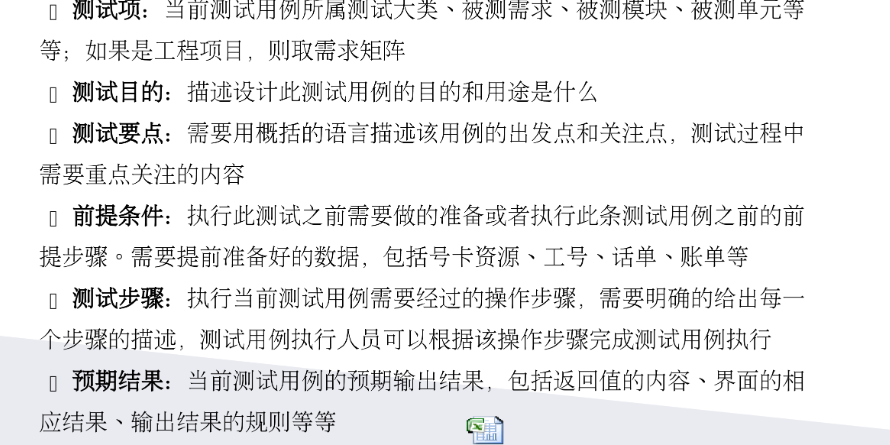 测试项：当前测试用例所属测试大类、被测需求、被测模块、被测单元等
等；如果是工程项目，则取需求矩阵
测试目的：描述设计此测试用例的目的和用途是什么
测试要点：需要用概括的语言描述该用例的出发点和关注点，测试过程中
需要重点关注的内容
前提条件：执行此测试之前需要做的准备或者执行此条测试用例之前的前
提步骤。需要提前准备好的数据，包括号卡资源、工号、话单、账单等
测试步骤：执行当前测试用例需要经过的操作步骤，需要明确的给出每一
个步骤的描述，测试用例执行人员可以根据该操作步骤完成测试用例执行
预期结果：当前测试用例的预期输出结果，包括返回值的内容、界面的相
应结果、输出结果的规则等等